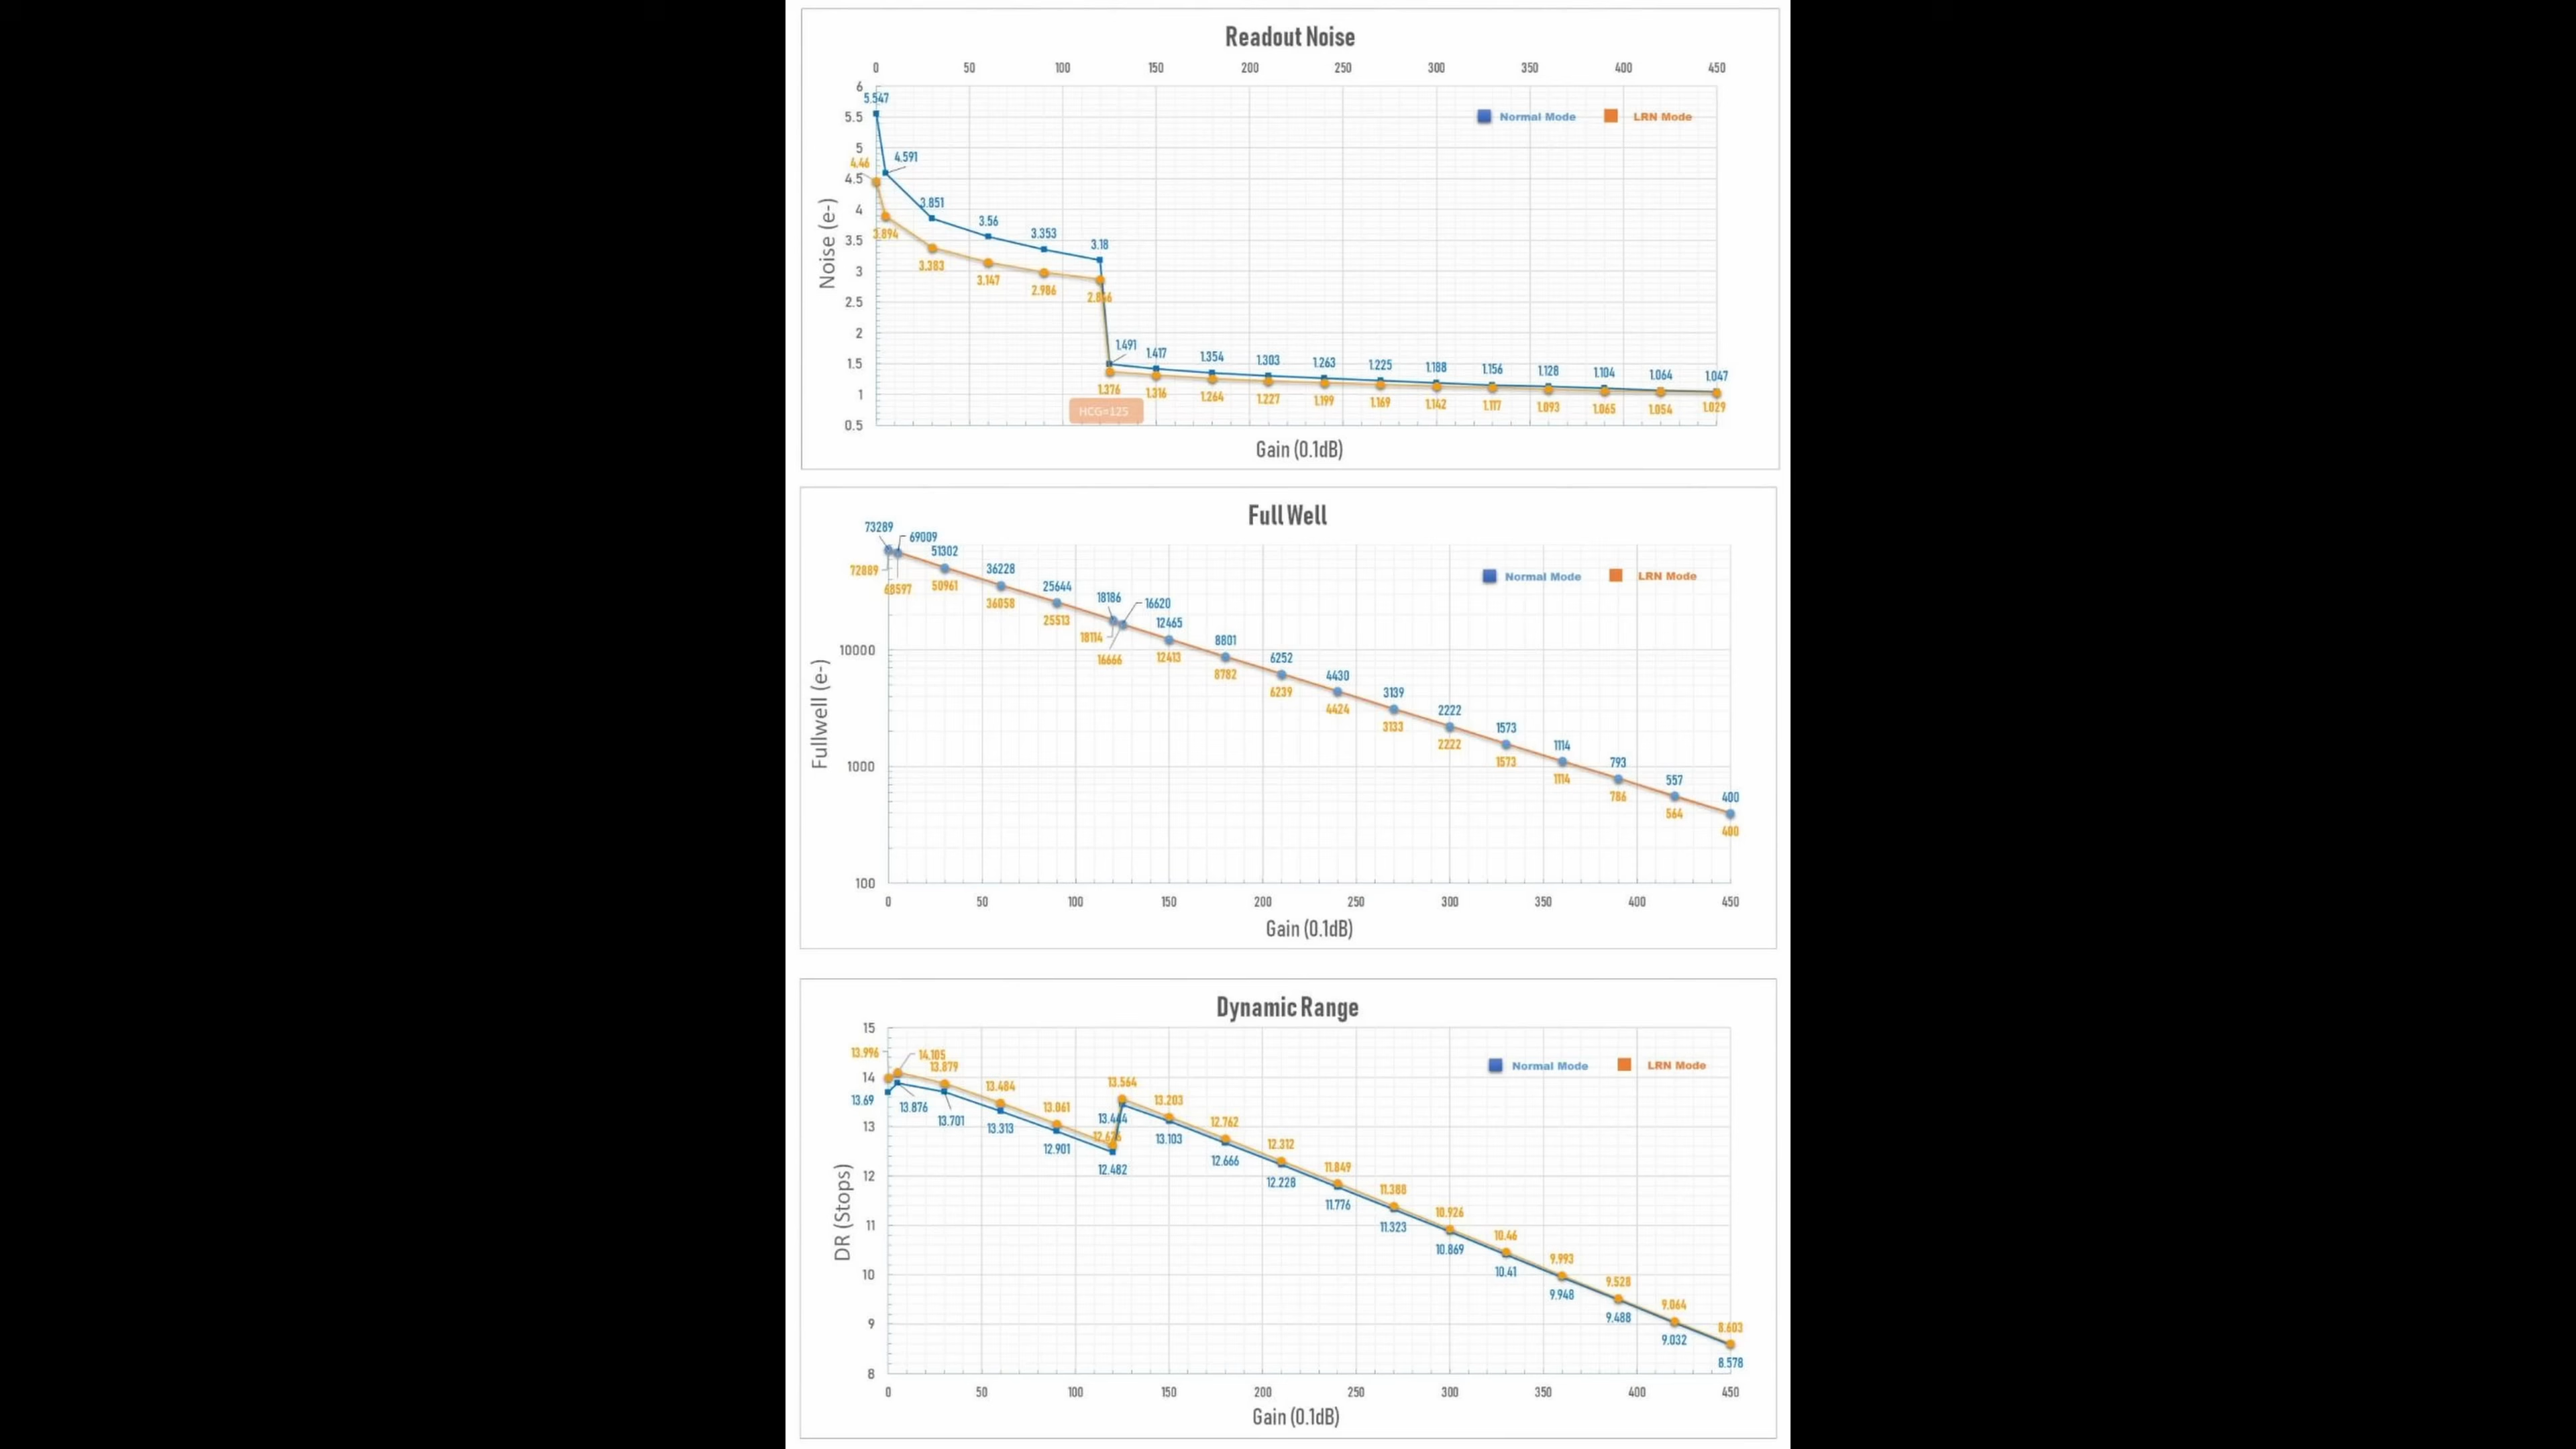 Readout Noise
0 50 100 150 200 250 300 350 400 450
6
5.547
5.5
Normal Mode LRN Mode
5
4.591
4.46
4.5
3.851
4
3.56
3.894
3.5
3.353
3.18
3.383
3.147
2.986
3
2.5
2
1.491 1.417 1.354 1.303 1.263 1.225 1.188 1.156 1.128 1.104 1.064 1.047
1.5
1.376 1.316 1.264 1.227 1.199 1.169 1.142 1.117 1.093 1.065 1.054 1.029
1
HCG=125
0.5
Noise (e-)
Gain (0.1dB)
Full Well
73289 69009 51302 36228 25644 18186 16620 12465 8801 6252 4430 3139 2222 1573 1114 793 557 400
72889 68597 50961 36058 25513 18114 16666 12413 8782 6239 4424 3133 2222 1573 1114 786 564 400
Normal Mode LRN Mode
10000
1000
100
Fullwell (e-)
0 50 100 150 200 250 300 350 400 450
Gain (0.1dB)
Dynamic Range
15
13.996 14.105 13.879 13.484 13.061 13.564 13.203 12.762 12.312 11.849 11.388 10.926 10.46 9.993 9.528 9.064 8.603
Normal Mode LRN Mode
14
13.69 13.876 13.701 13.313 12.901 12.482 13.444 13.103 12.666 12.228 11.776 11.323 10.869 10.41 9.948 9.488 9.032 8.578
13
12
11
10
9
8
DR (Stops)
0 50 100 150 200 250 300 350 400 450
Gain (0.1dB)